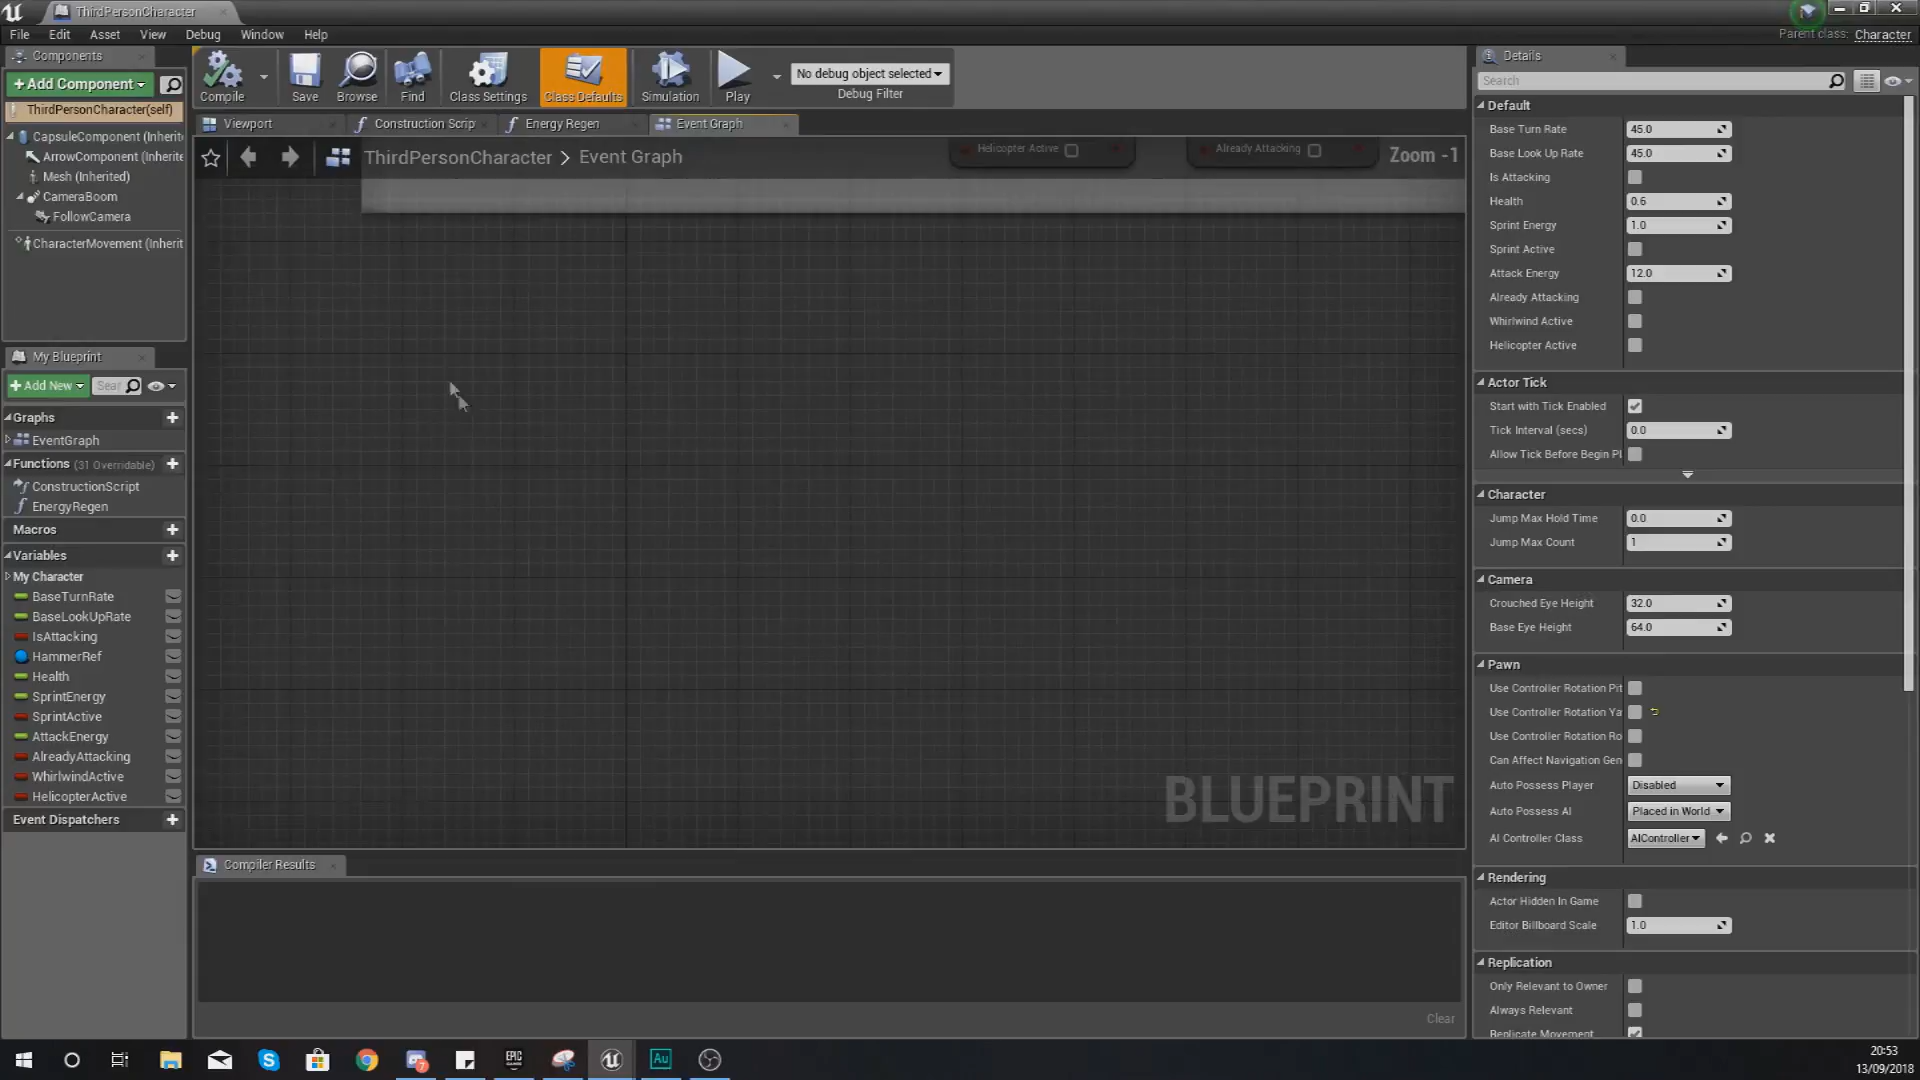 ThirdPersonCharacter
File Edit Asset View Debug Window Help
Parent class: Character
Components
+Add Component
ThirdPersonCharacter(self)
CapsuleComponent (Inherit
ArrowComponent (Inherite
Mesh (Inherited)
CameraBoom
FollowCamera
CharacterMovement (Inherit
Compile
Save
Browse
Find
Class Settings
Class Defaults
Simulation
Play
No debug object selected
Debug Filter
Viewport
Construction Scrip
Energy Regen
Event Graph
ThirdPersonCharacter > Event Graph
Helicopter Active
Already Attacking
Zoom -1
BLUEPRINT
My Blueprint
+Add New
Sear
Graphs
EventGraph
Functions (31 Overridable)
ConstructionScript
EnergyRegen
Macros
Variables
My Character
BaseTurnRate
BaseLookUpRate
IsAttacking
HammerRef
Health
SprintEnergy
SprintActive
AttackEnergy
AlreadyAttacking
WhirlwindActive
HelicopterActive
Event Dispatchers
Compiler Results
Clear
Details
Search
Default
Base Turn Rate 45.0
Base Look Up Rate 45.0
Is Attacking
Health 0.6
Sprint Energy 1.0
Sprint Active
Attack Energy 12.0
Already Attacking
Whirlwind Active
Helicopter Active
Actor Tick
Start with Tick Enabled
Tick Interval (secs) 0.0
Allow Tick Before Begin Pl
Character
Jump Max Hold Time 0.0
Jump Max Count 1
Camera
Crouched Eye Height 32.0
Base Eye Height 64.0
Pawn
Use Controller Rotation Pit
Use Controller Rotation Ya
Use Controller Rotation Ro
Can Affect Navigation Gen
Auto Possess Player Disabled
Auto Possess AI Placed in World
AI Controller Class AIController
Rendering
Actor Hidden In Game
Editor Billboard Scale 1.0
Replication
Only Relevant to Owner
Always Relevant
Replicate Movement
EPIC
GAMES
Au
7
20:53
13/09/2018